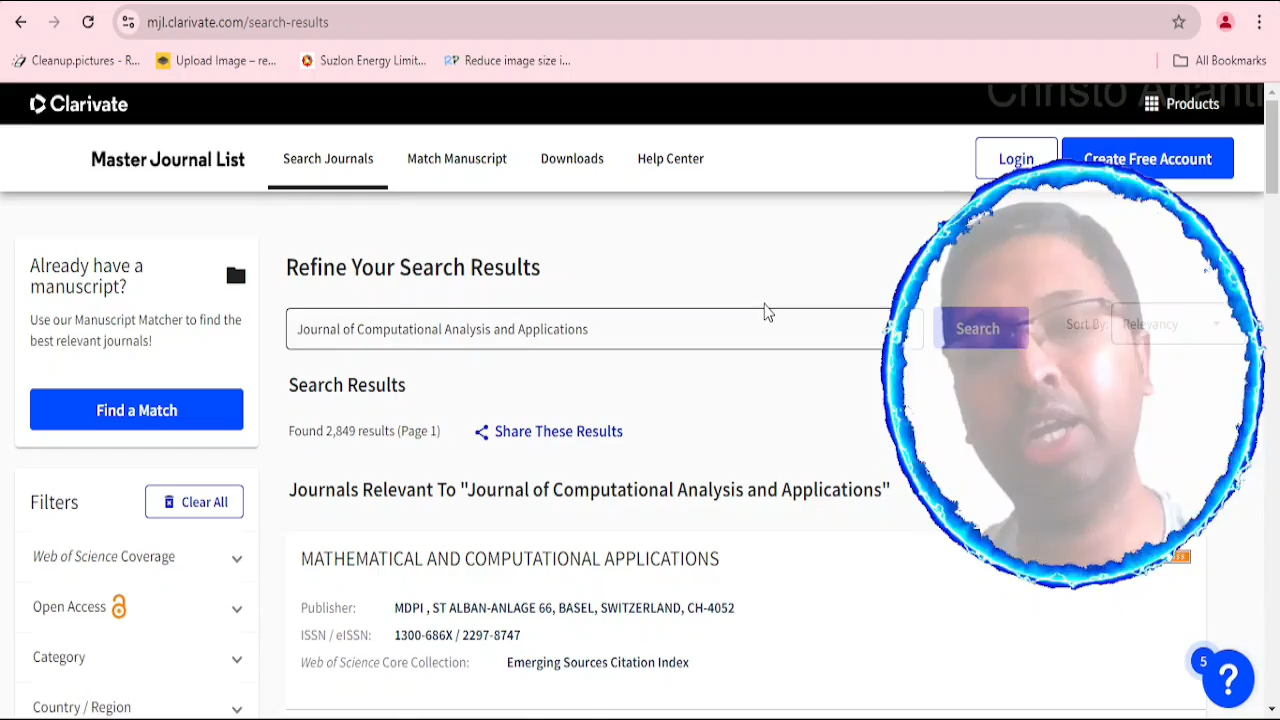 mjl.clarivate.com/search-results
Cleanup.pictures - R... Upload Image – re... Suzlon Energy Limit... RP Reduce image size i... All Bookmarks
Clarivate Products
Master Journal List Search Journals Match Manuscript Downloads Help Center Login Create Free Account
Already have a
manuscript?
Use our Manuscript Matcher to find the
best relevant journals!
Find a Match
Refine Your Search Results
Journal of Computational Analysis and Applications Search Sort By: Relevancy
Search Results
Found 2,849 results (Page 1) Share These Results
Filters Clear All
Web of Science Coverage
Open Access
Category
Country / Region
Journals Relevant To "Journal of Computational Analysis and Applications"
MATHEMATICAL AND COMPUTATIONAL APPLICATIONS
Publisher: MDPI , ST ALBAN-ANLAGE 66, BASEL, SWITZERLAND, CH-4052
ISSN / eISSN: 1300-686X / 2297-8747
Web of Science Core Collection: Emerging Sources Citation Index
5
?